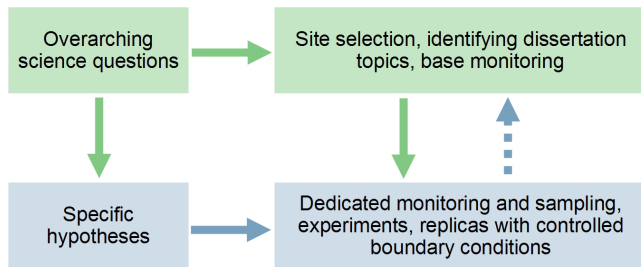 Overarching
science questions
Site selection, identifying dissertation
topics, base monitoring
Specific
hypotheses
Dedicated monitoring and sampling,
experiments, replicas with controlled
boundary conditions